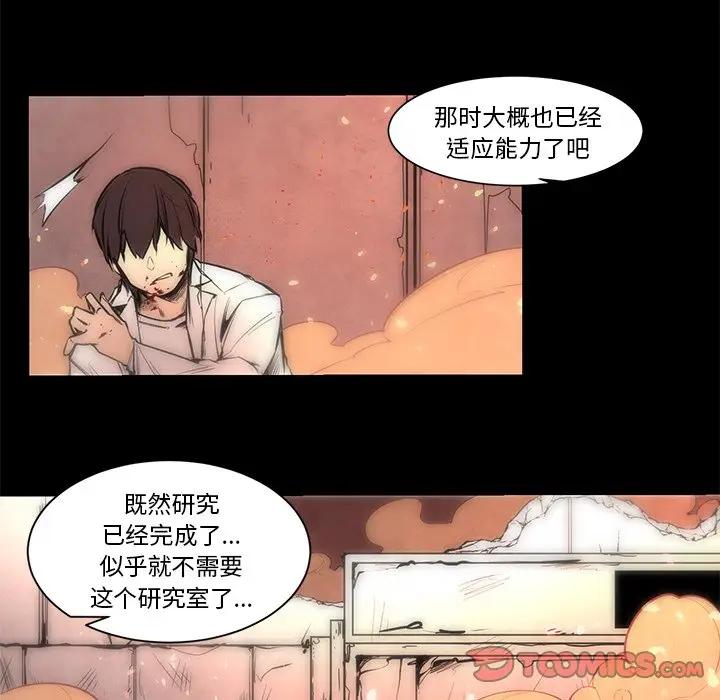 那时大概也已经
适应能力了吧
既然研究
已经完成了...
似乎就不需要
这个研究室了...
TOOMICS.COM